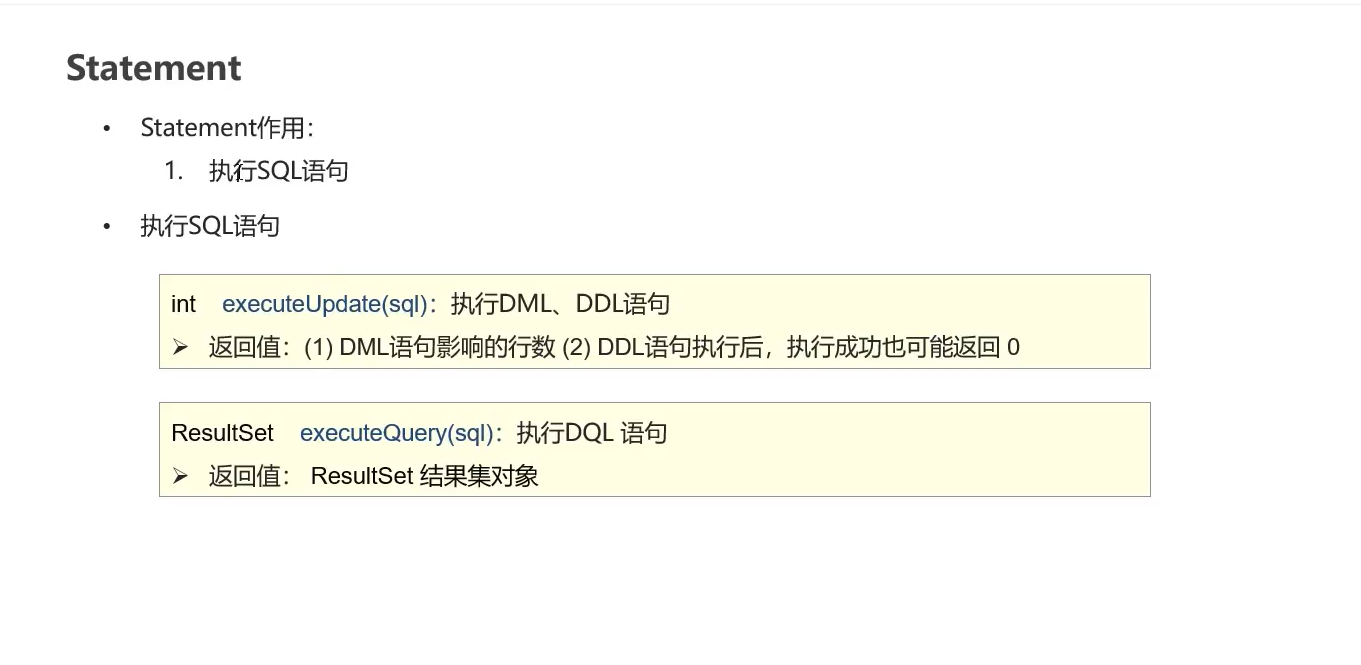 Statement
• Statement作用：
1. 执行SQL语句
• 执行SQL语句
int executeUpdate(sql)：执行DML、DDL语句
➢ 返回值：(1) DML语句影响的行数 (2) DDL语句执行后，执行成功也可能返回 0
ResultSet executeQuery(sql)：执行DQL 语句
➢ 返回值： ResultSet 结果集对象